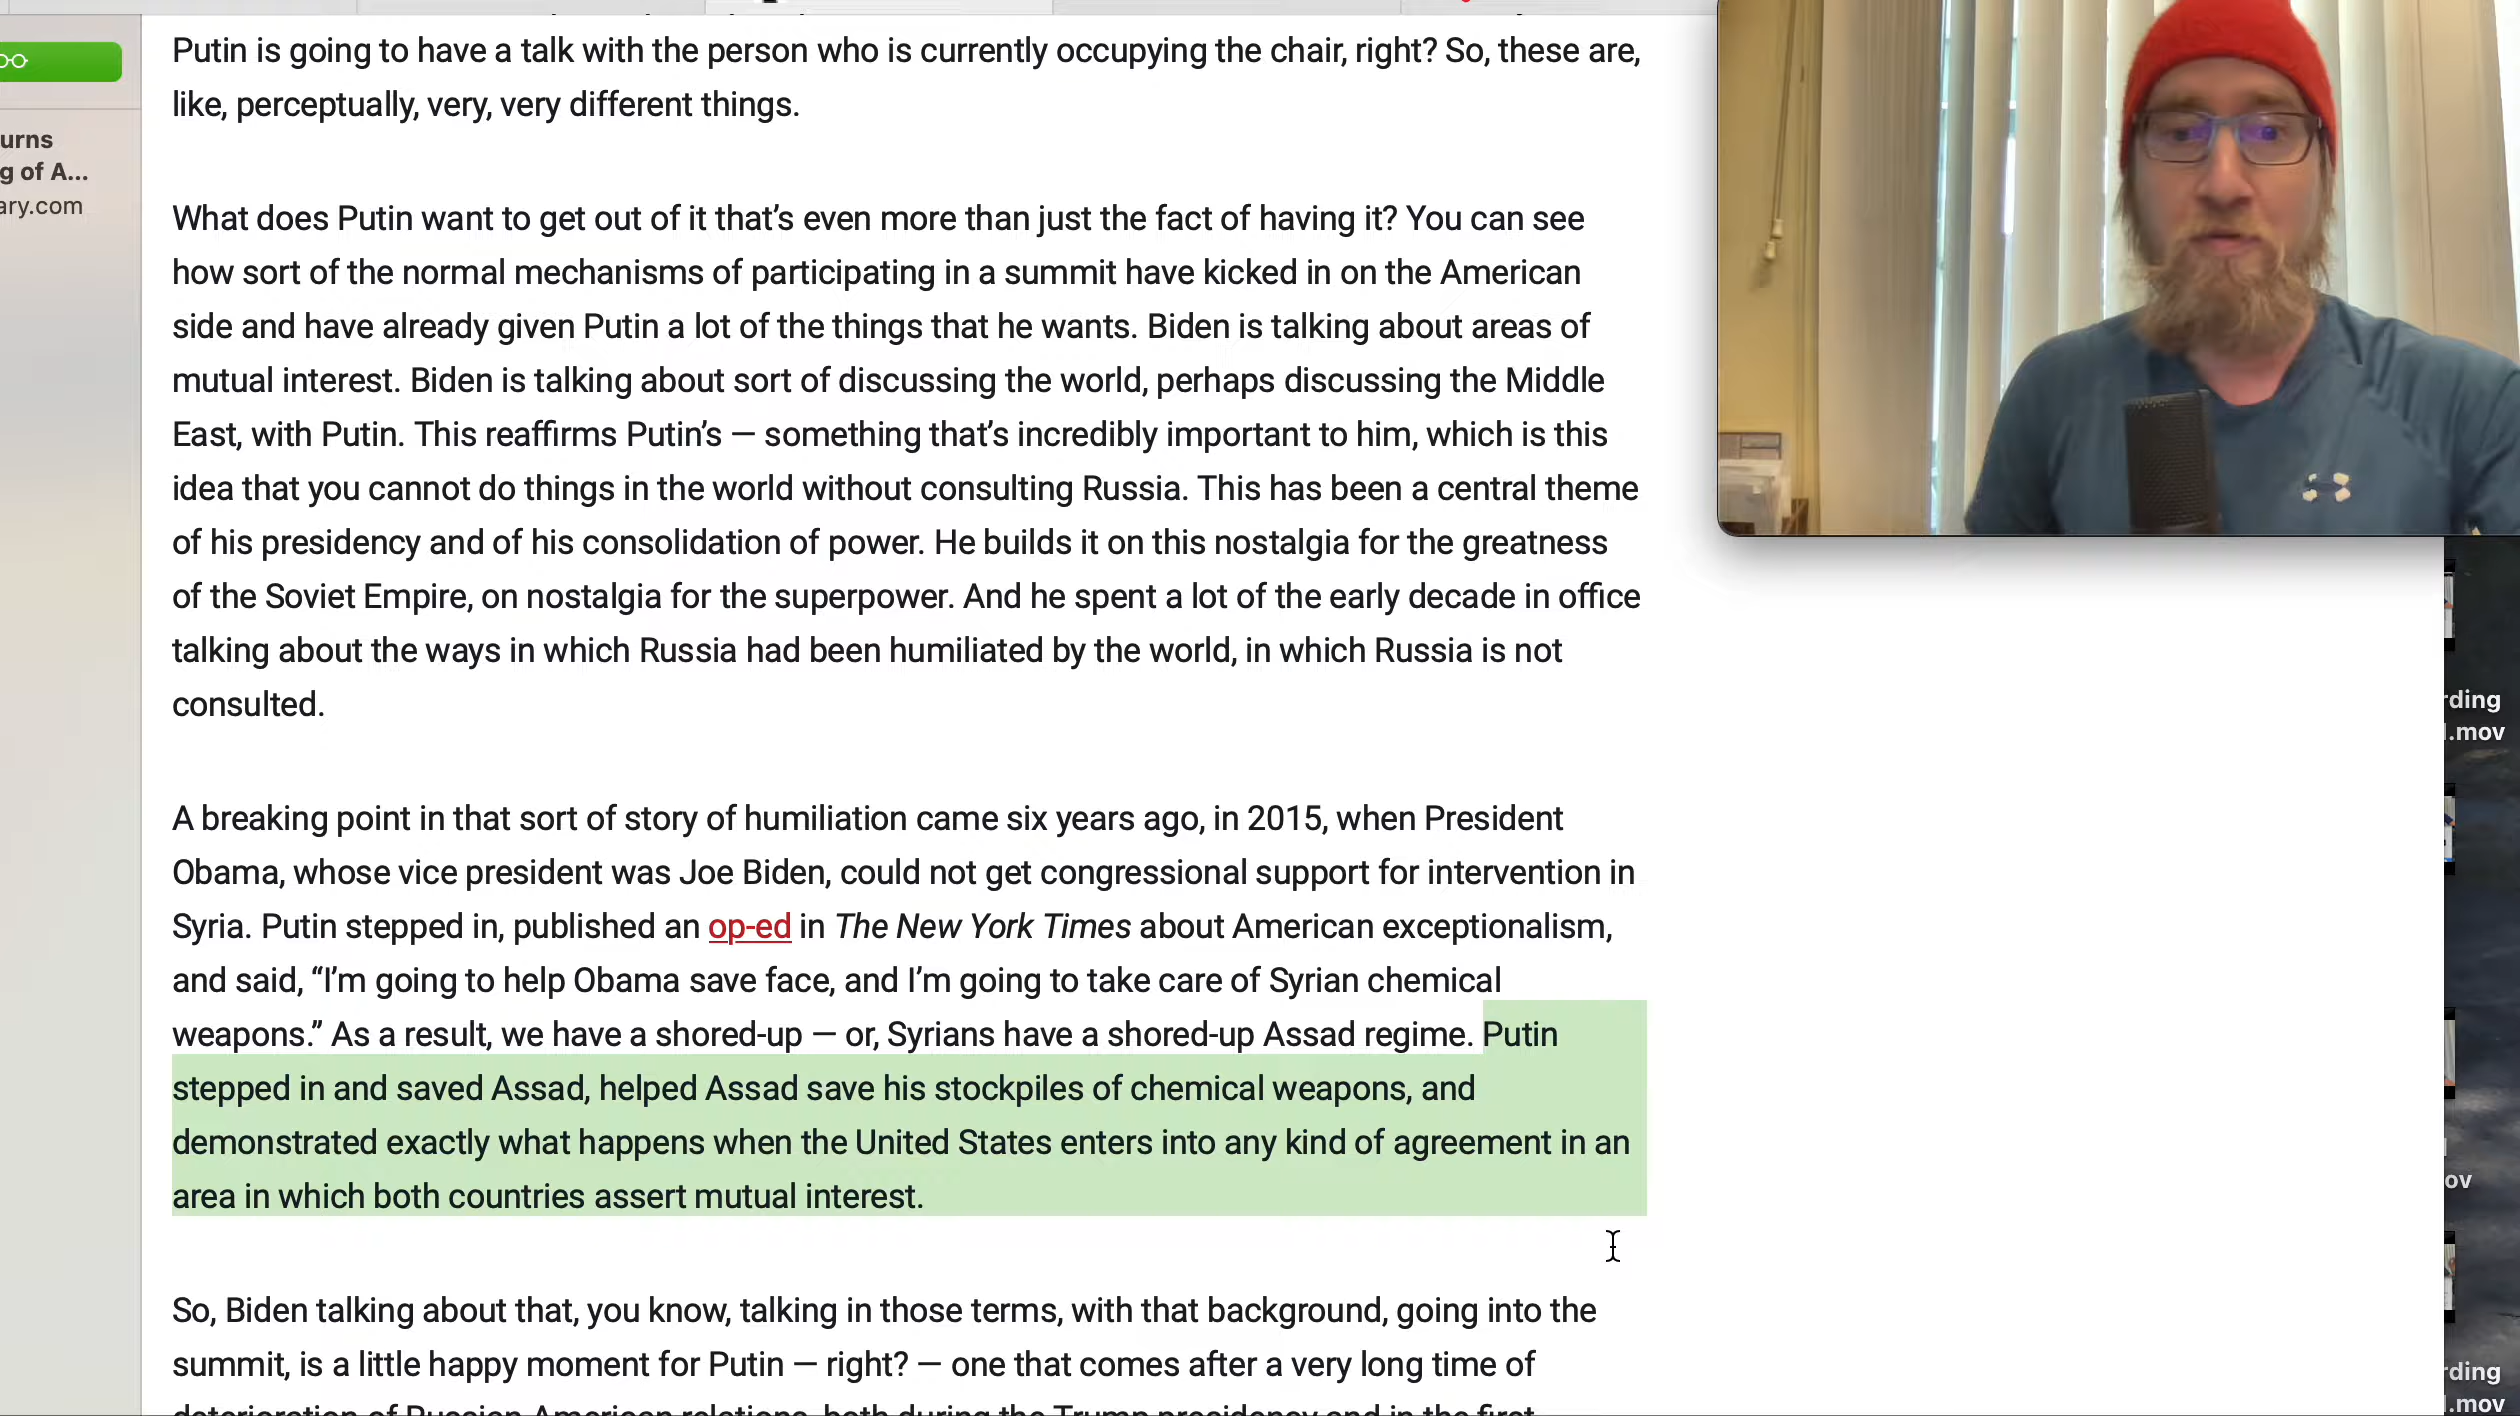 Putin is going to have a talk with the person who is currently occupying the chair, right? So, these are,
like, perceptually, very, very different things.
urns
g of A...
ary.com
What does Putin want to get out of it that’s even more than just the fact of having it? You can see
how sort of the normal mechanisms of participating in a summit have kicked in on the American
side and have already given Putin a lot of the things that he wants. Biden is talking about areas of
mutual interest. Biden is talking about sort of discussing the world, perhaps discussing the Middle
East, with Putin. This reaffirms Putin’s — something that’s incredibly important to him, which is this
idea that you cannot do things in the world without consulting Russia. This has been a central theme
of his presidency and of his consolidation of power. He builds it on this nostalgia for the greatness
of the Soviet Empire, on nostalgia for the superpower. And he spent a lot of the early decade in office
talking about the ways in which Russia had been humiliated by the world, in which Russia is not
consulted.
A breaking point in that sort of story of humiliation came six years ago, in 2015, when President
Obama, whose vice president was Joe Biden, could not get congressional support for intervention in
Syria. Putin stepped in, published an op-ed in The New York Times about American exceptionalism,
and said, “I’m going to help Obama save face, and I’m going to take care of Syrian chemical
weapons.” As a result, we have a shored-up — or, Syrians have a shored-up Assad regime. Putin
stepped in and saved Assad, helped Assad save his stockpiles of chemical weapons, and
demonstrated exactly what happens when the United States enters into any kind of agreement in an
area in which both countries assert mutual interest.
So, Biden talking about that, you know, talking in those terms, with that background, going into the
summit, is a little happy moment for Putin — right? — one that comes after a very long time of
deterioration of Russian-American relations, both during the Trump presidency and in the first
rding
.mov
ov
rding
.mov